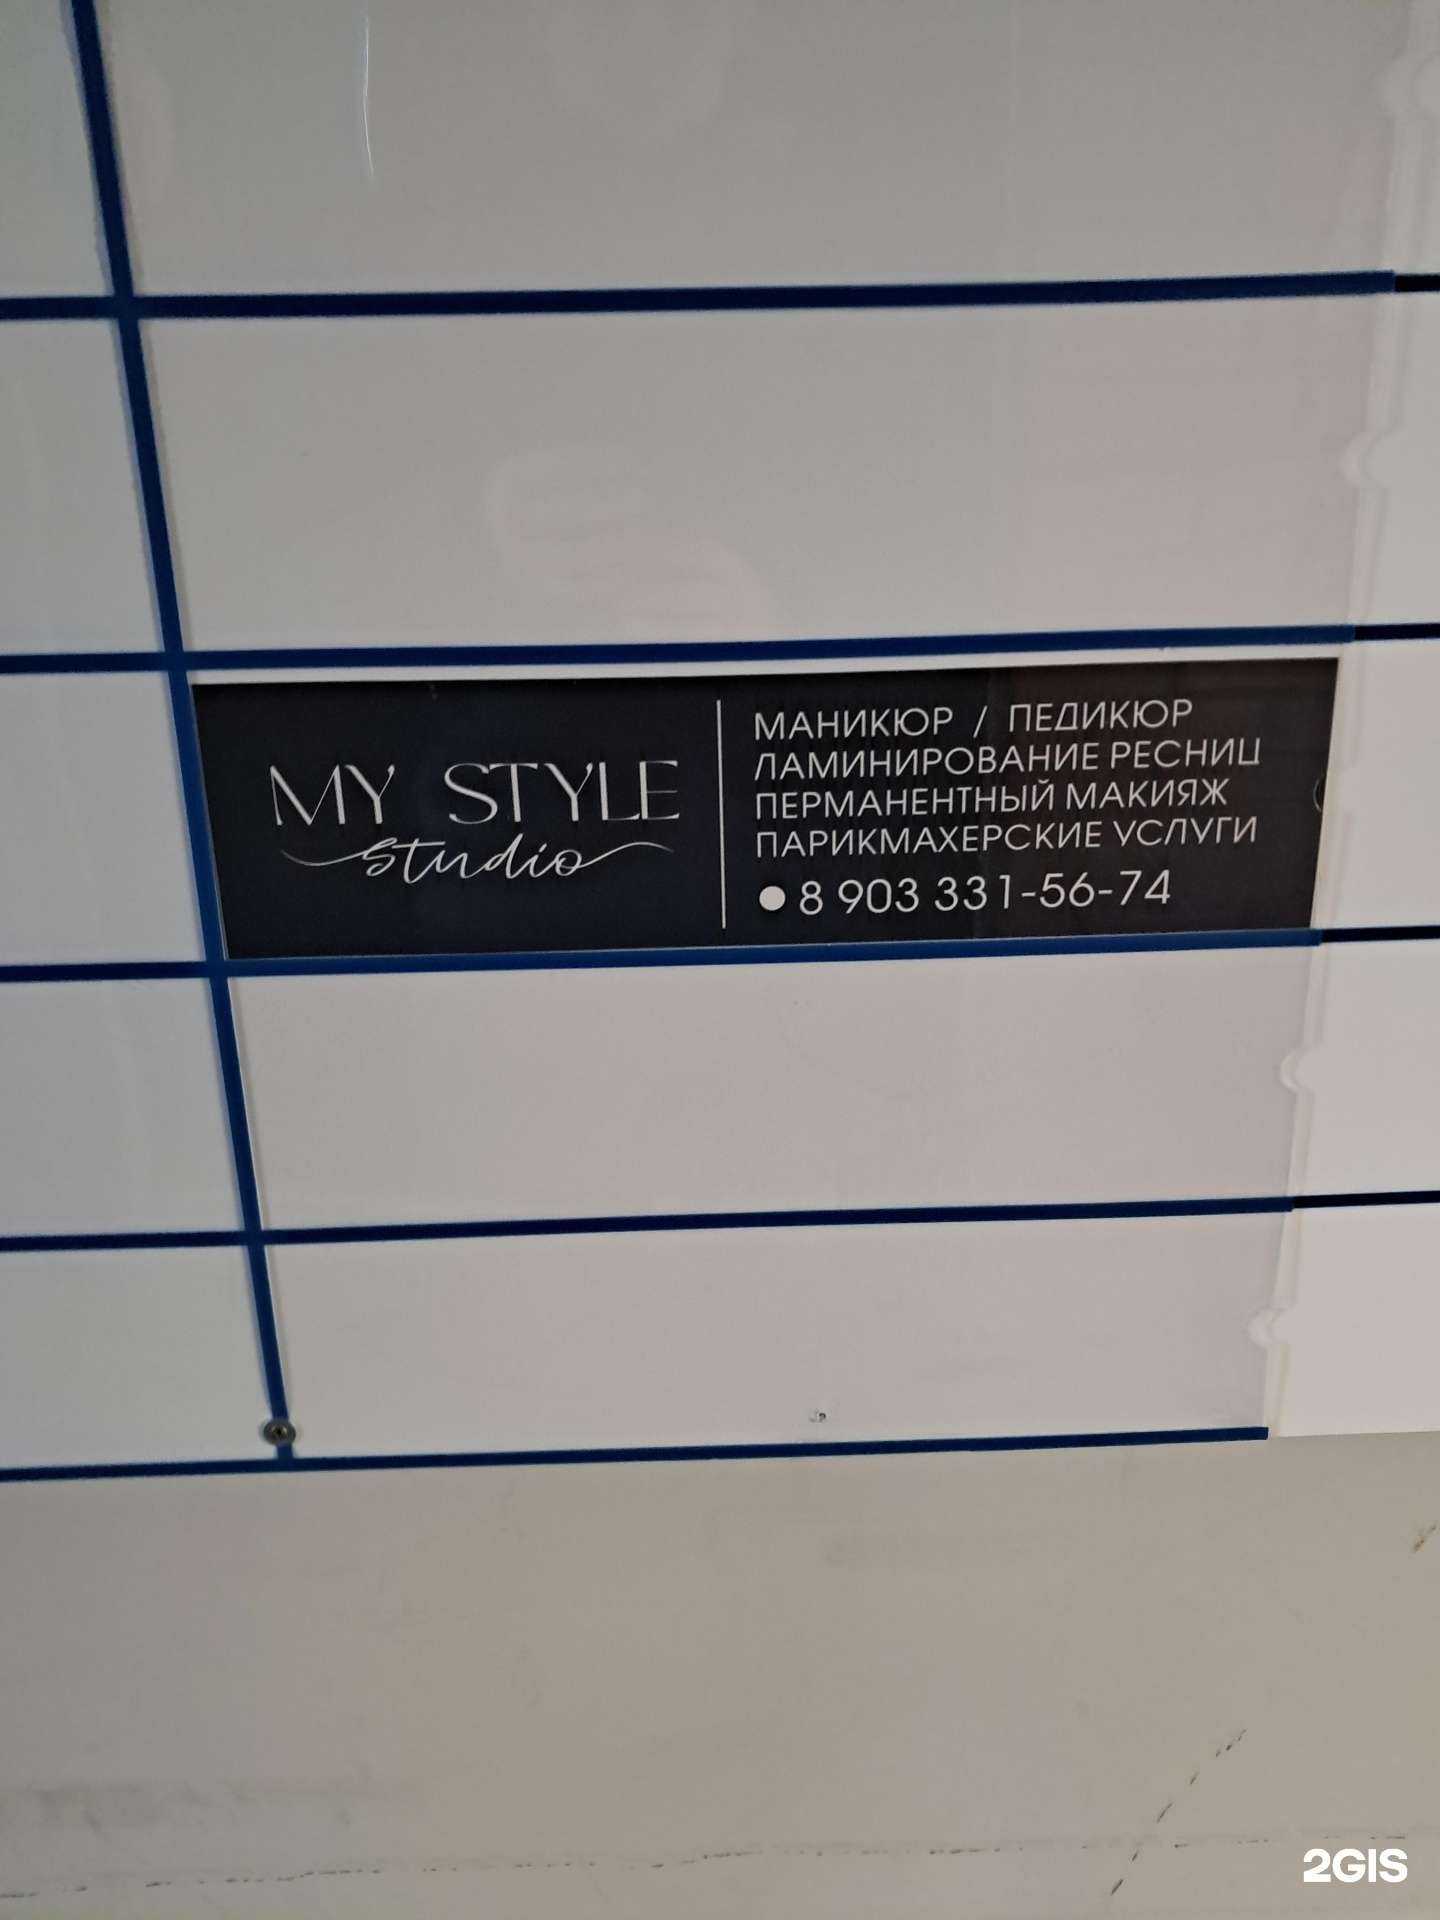 MY STYLE
studio
МАНИКЮР / ПЕДИКЮР
ЛАМИНИРОВАНИЕ РЕСНИЦ
ПЕРМАНЕНТНЫЙ МАКИЯЖ
ПАРИКМАХЕРСКИЕ УСЛУГИ
8 903 331-56-74
2GIS